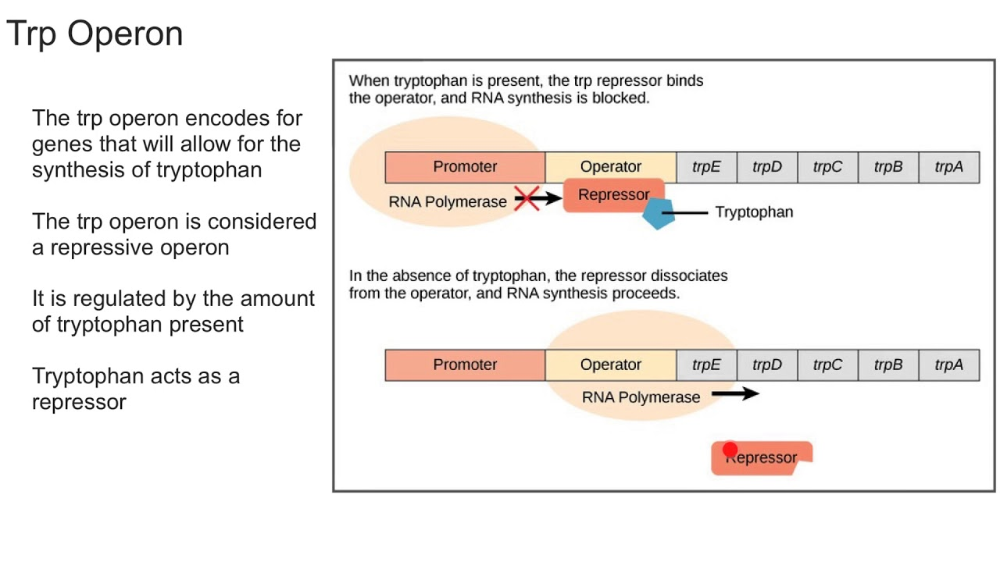 Trp Operon
The trp operon encodes for
genes that will allow for the
synthesis of tryptophan
The trp operon is considered
a repressive operon
It is regulated by the amount
of tryptophan present
Tryptophan acts as a
repressor
When tryptophan is present, the trp repressor binds
the operator, and RNA synthesis is blocked.
Promoter Operator trpE trpD trpC trpB trpA
RNA Polymerase Repressor
Tryptophan
In the absence of tryptophan, the repressor dissociates
from the operator, and RNA synthesis proceeds.
Promoter Operator trpE trpD trpC trpB trpA
RNA Polymerase
Repressor